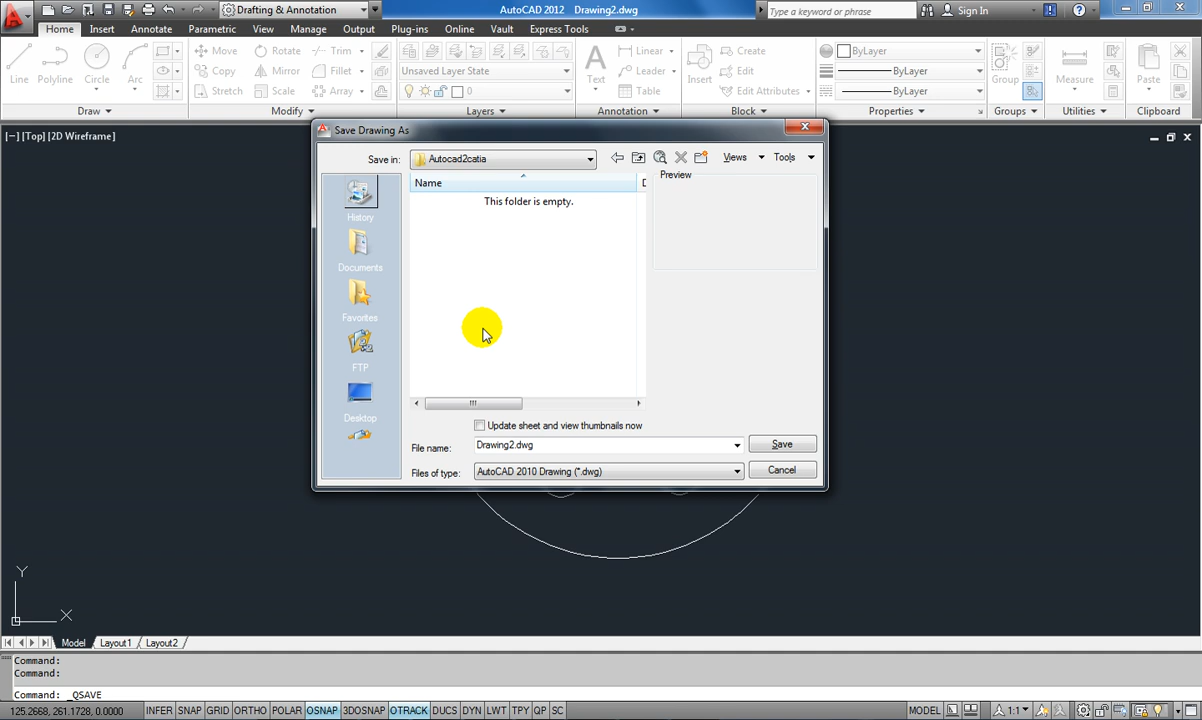 Drafting & Annotation
AutoCAD 2012 Drawing2.dwg
Type a keyword or phrase
Sign In
Home Insert Annotate Parametric View Manage Output Plug-ins Online Vault Express Tools
Move Rotate Trim
Linear
Create
ByLayer
Copy Mirror Fillet
Unsaved Layer State
Leader
Edit
ByLayer
Line Polyline Circle Arc
Text
Insert
Group
Measure
Paste
Stretch Scale Array
0
Table
Edit Attributes
ByLayer
Draw Modify Layers Annotation Block Properties Groups Utilities Clipboard
[−] [Top] [2D Wireframe]
Save Drawing As
Save in: Autocad2catia
Views Tools
Name
D
Preview
This folder is empty.
History
Documents
Favorites
FTP
Desktop
Update sheet and view thumbnails now
File name: Drawing2.dwg
Save
Files of type: AutoCAD 2010 Drawing (*.dwg)
Cancel
Y
X
Model Layout1 Layout2
Command:
Command:
Command: _QSAVE
125.2668, 261.1728, 0.0000 INFER SNAP GRID ORTHO POLAR OSNAP 3DOSNAP OTRACK DUCS DYN LWT TPY QP SC MODEL 1:1